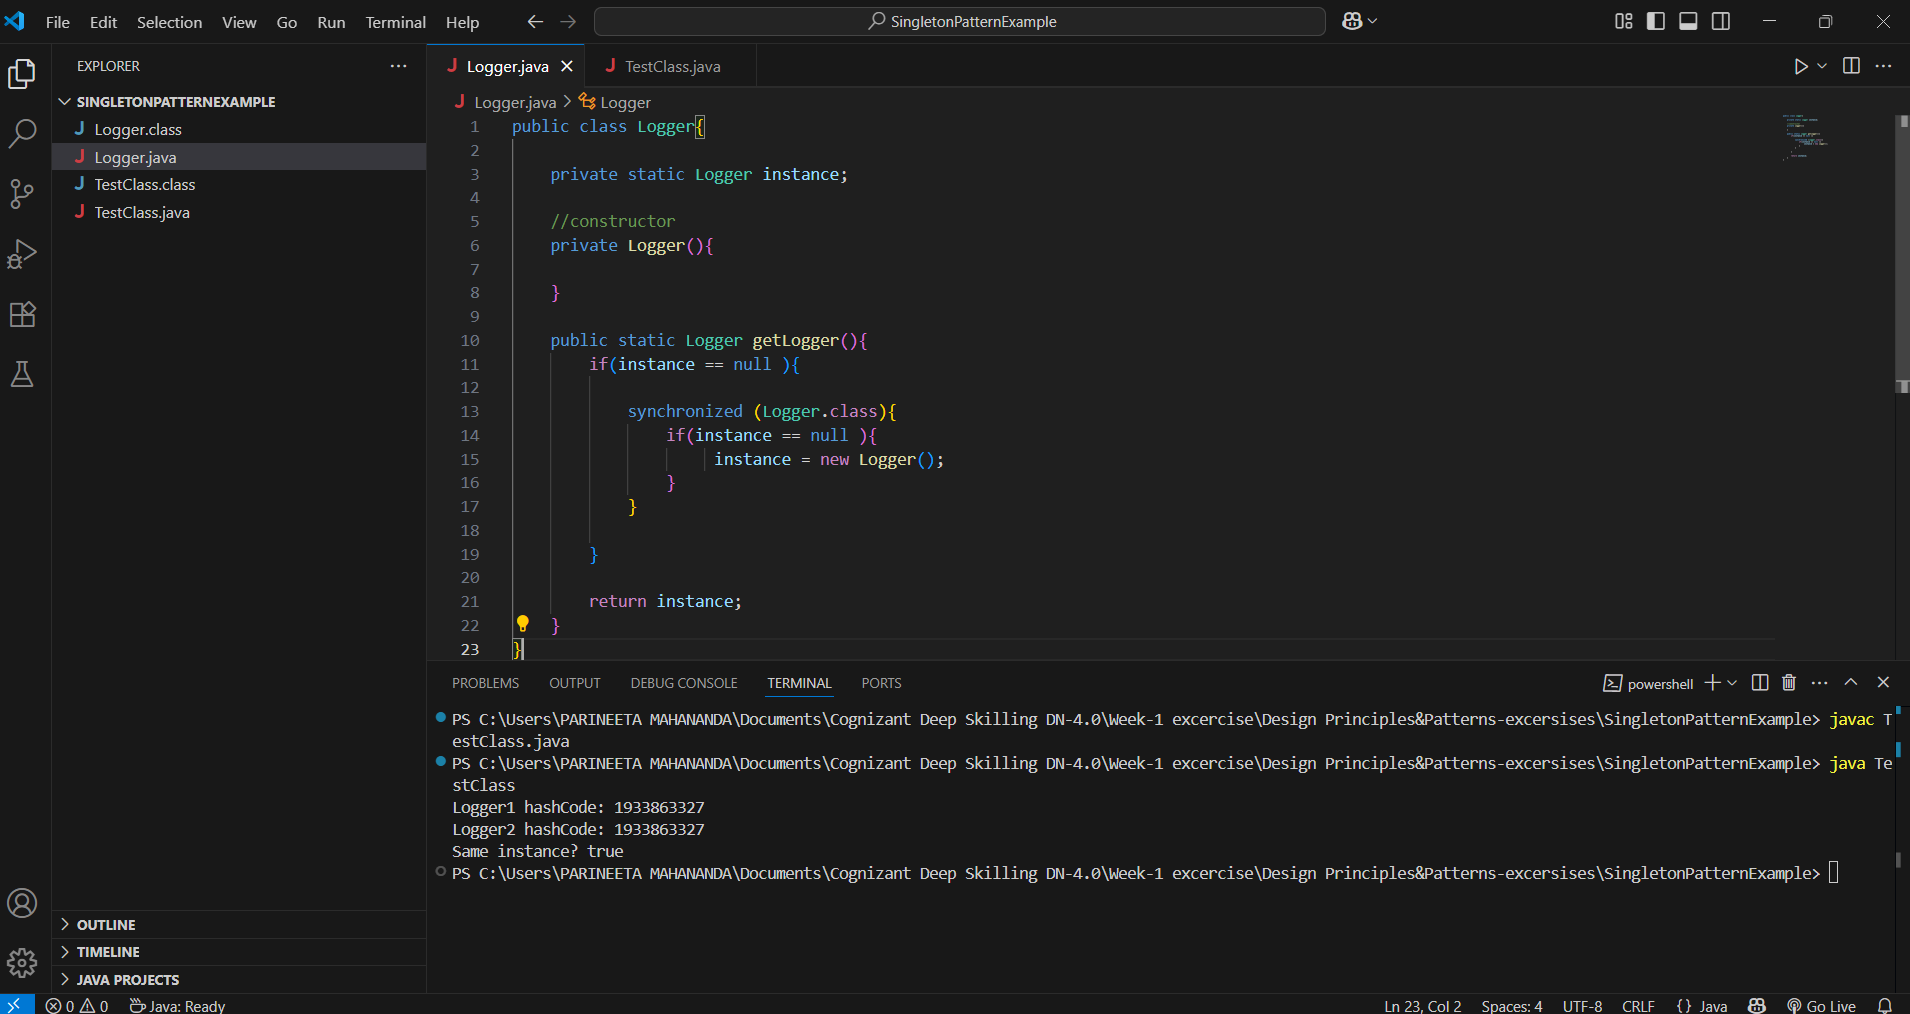 File Edit Selection View Go Run Terminal Help
SingletonPatternExample
EXPLORER
SINGLETONPATTERNEXAMPLE
J Logger.class
J Logger.java
J TestClass.class
J TestClass.java
OUTLINE
TIMELINE
JAVA PROJECTS
J Logger.java
J TestClass.java
J Logger.java > Logger
1 public class Logger{
2
3 private static Logger instance;
4
5 //constructor
6 private Logger(){
7
8 }
9
10 public static Logger getLogger(){
11 if(instance == null ){
12
13 synchronized (Logger.class){
14 if(instance == null ){
15 instance = new Logger();
16 }
17 }
18
19 }
20
21 return instance;
22 }
23 }
PROBLEMS OUTPUT DEBUG CONSOLE TERMINAL PORTS
powershell
PS C:\Users\PARINEETA MAHANANDA\Documents\Cognizant Deep Skilling DN-4.0\Week-1 excercise\Design Principles&Patterns-excersises\SingletonPatternExample> javac T
estClass.java
PS C:\Users\PARINEETA MAHANANDA\Documents\Cognizant Deep Skilling DN-4.0\Week-1 excercise\Design Principles&Patterns-excersises\SingletonPatternExample> java Te
stClass
Logger1 hashCode: 1933863327
Logger2 hashCode: 1933863327
Same instance? true
PS C:\Users\PARINEETA MAHANANDA\Documents\Cognizant Deep Skilling DN-4.0\Week-1 excercise\Design Principles&Patterns-excersises\SingletonPatternExample>
0 0 Java: Ready
Ln 23, Col 2 Spaces: 4 UTF-8 CRLF {} Java Go Live